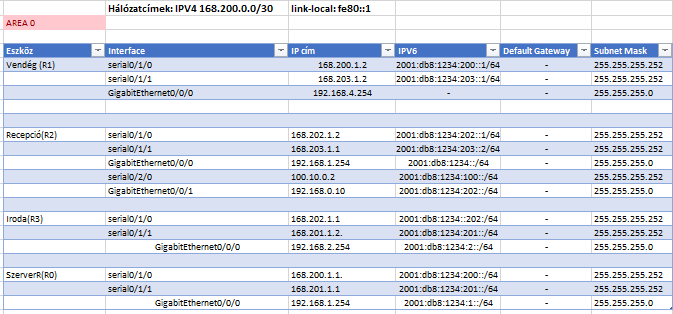 Hálózatcímek: IPV4 168.200.0.0/30 link-local: fe80::1
AREA 0
Eszköz Interface IP cím IPV6 Default Gateway Subnet Mask
Vendég (R1) serial0/1/0 168.200.1.2 2001:db8:1234:200::1/64 - 255.255.255.252
serial0/1/1 168.203.1.2 2001:db8:1234:203::1/64 - 255.255.255.252
GigabitEthernet0/0/0 192.168.4.254 - - 255.255.255.0
Recepció(R2) serial0/1/0 168.202.1.2 2001:db8:1234:202::1/64 - 255.255.255.252
serial0/1/1 168.203.1.1 2001:db8:1234:203::2/64 - 255.255.255.252
GigabitEthernet0/0/0 192.168.1.254 2001:db8:1234::/64 - 255.255.255.0
serial0/2/0 100.10.0.2 2001:db8:1234:100::/64 - 255.255.255.252
GigabitEthernet0/0/1 192.168.0.10 2001:db8:1234:202::/64 - 255.255.255.0
Iroda(R3) serial0/1/0 168.202.1.1 2001:db8:1234::202:/64 - 255.255.255.252
serial0/1/1 168.201.1.2. 2001:db8:1234:201::/64 - 255.255.255.252
GigabitEthernet0/0/0 192.168.2.254 2001:db8:1234:2::/64 - 255.255.255.0
SzerverR(R0) serial0/1/0 168.200.1.1. 2001:db8:1234:200::/64 - 255.255.255.252
serial0/1/1 168.201.1.1 2001:db8:1234:201::/64 - 255.255.255.252
GigabitEthernet0/0/0 192.168.1.254 2001:db8:1234:1::/64 - 255.255.255.0